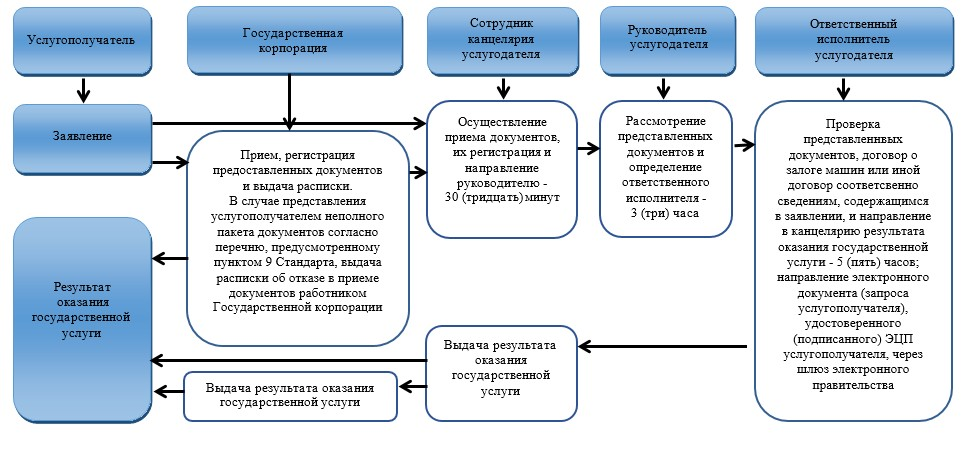 Услугополучатель
Государственная
корпорация
Сотрудник
канцелярия
услугодателя
Руководитель
услугодателя
Ответственный
исполнитель
услугодателя
Заявление
Прием, регистрация
предоставленных документов
и выдача расписки.
В случае представления
услугополучателем неполного
пакета документов согласно
перечню, предусмотренному
пунктом 9 Стандарта, выдача
расписки об отказе в приеме
документов работником
Государственной корпорации
Осуществление
приема документов,
их регистрация и
направление
руководителю -
30 (тридцать) минут
Рассмотрение
представленных
документов и
определение
ответственного
исполнителя -
3 (три) часа
Проверка
представленнвых
документов, договор о
залоге машин или иной
договор соответсвенно
сведениям, содержащимся
в заявлении, и направление
в канцелярию результата
оказания государственной
услуги - 5 (пять) часов;
направление электронного
документа (запроса
услугополучателя),
удостоверенного
(подписанного) ЭЦП
услугополучателя, через
шлюз электронного
правительства
Результат
оказания
государственной
услуги
Выдача результата
оказания
государственной
услуги
Выдача результата оказания
государственной услуги